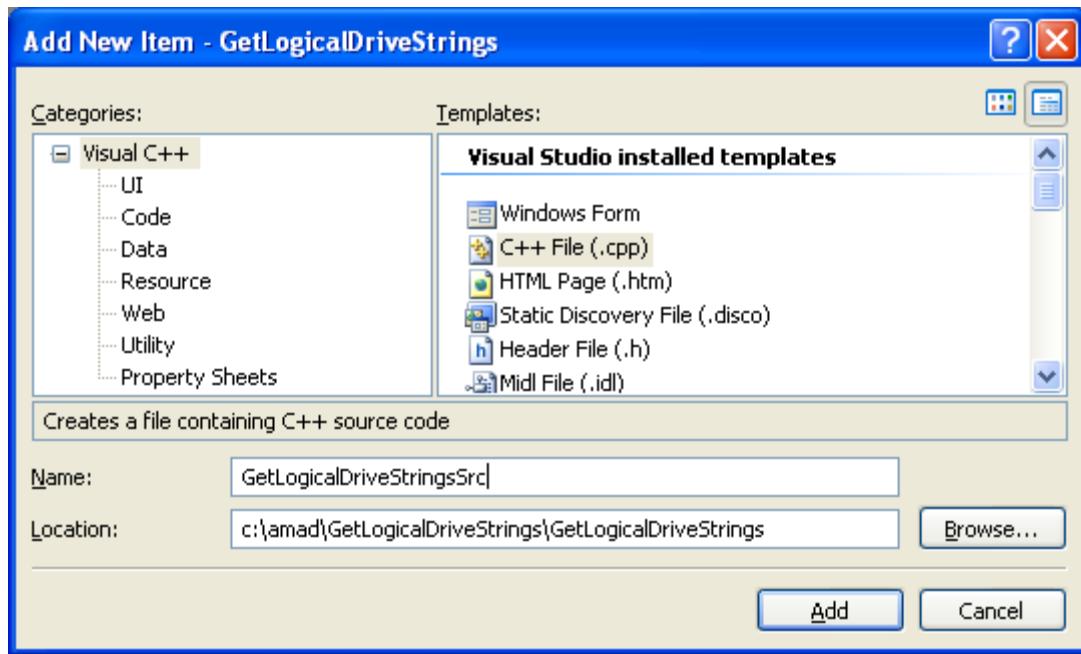 Add New Item - GetLogicalDriveStrings
Categories:
Templates:
Visual C++
UI
Code
Data
Resource
Web
Utility
Property Sheets
Visual Studio installed templates
Windows Form
C++ File (.cpp)
HTML Page (.htm)
Static Discovery File (.disco)
Header File (.h)
Midl File (.idl)
Creates a file containing C++ source code
Name:
GetLogicalDriveStringsSrc
Location:
c:\amad\GetLogicalDriveStrings\GetLogicalDriveStrings
Browse...
Add
Cancel